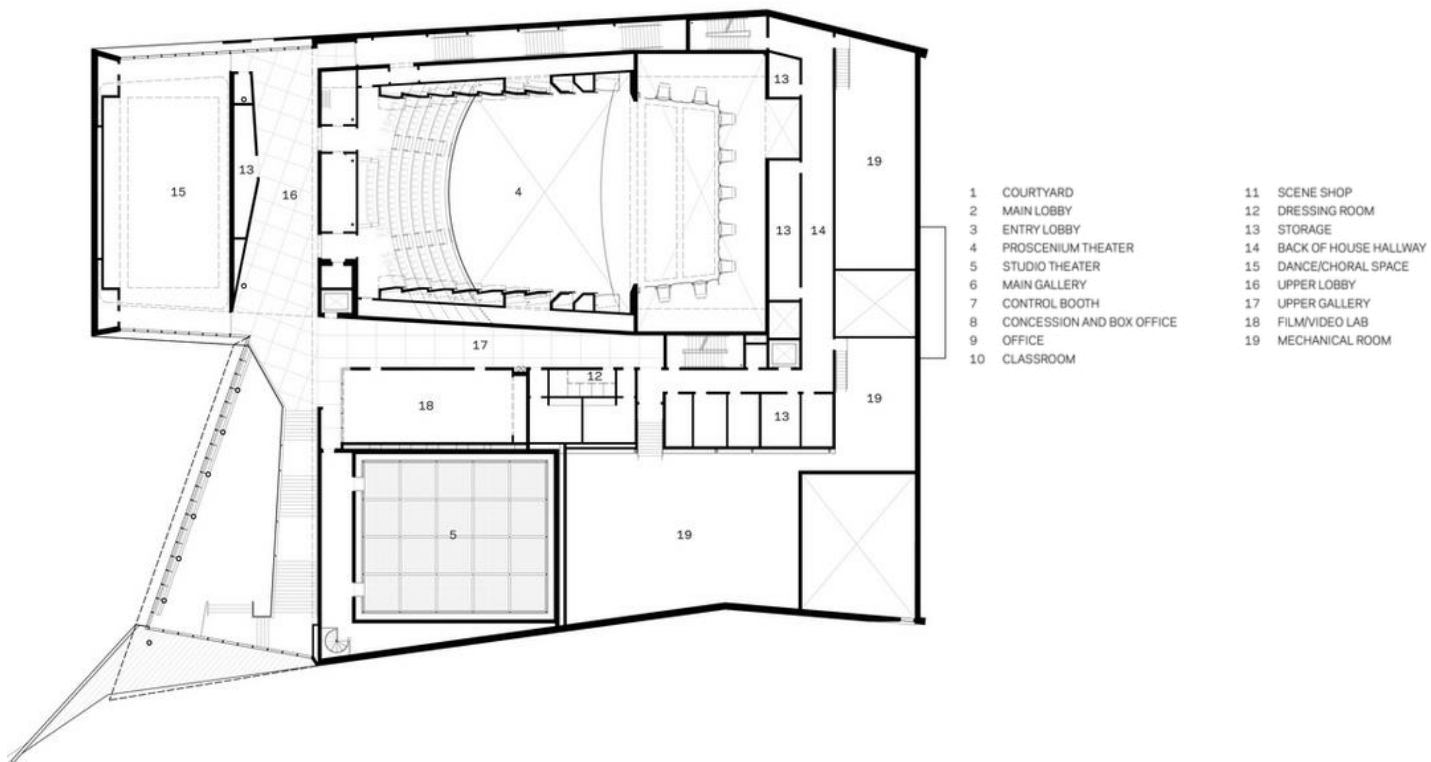 13
19
15
13
16
4
13
14
17
12
18
13
19
5
19
1 COURTYARD
2 MAIN LOBBY
3 ENTRY LOBBY
4 PROSCENIUM THEATER
5 STUDIO THEATER
6 MAIN GALLERY
7 CONTROL BOOTH
8 CONCESSION AND BOX OFFICE
9 OFFICE
10 CLASSROOM
11 SCENE SHOP
12 DRESSING ROOM
13 STORAGE
14 BACK OF HOUSE HALLWAY
15 DANCE/CHORAL SPACE
16 UPPER LOBBY
17 UPPER GALLERY
18 FILM/VIDEO LAB
19 MECHANICAL ROOM